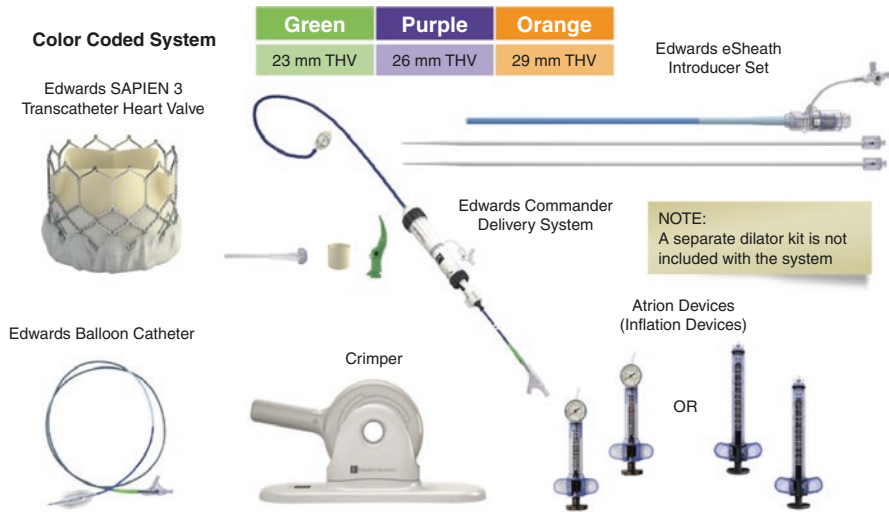 Color Coded System
Green
Purple
Orange
23 mm THV
26 mm THV
29 mm THV
Edwards eSheath
Introducer Set
Edwards SAPIEN 3
Transcatheter Heart Valve
Edwards Commander
Delivery System
NOTE:
A separate dilator kit is not
included with the system
Edwards Balloon Catheter
Crimper
Atrion Devices
(Inflation Devices)
OR